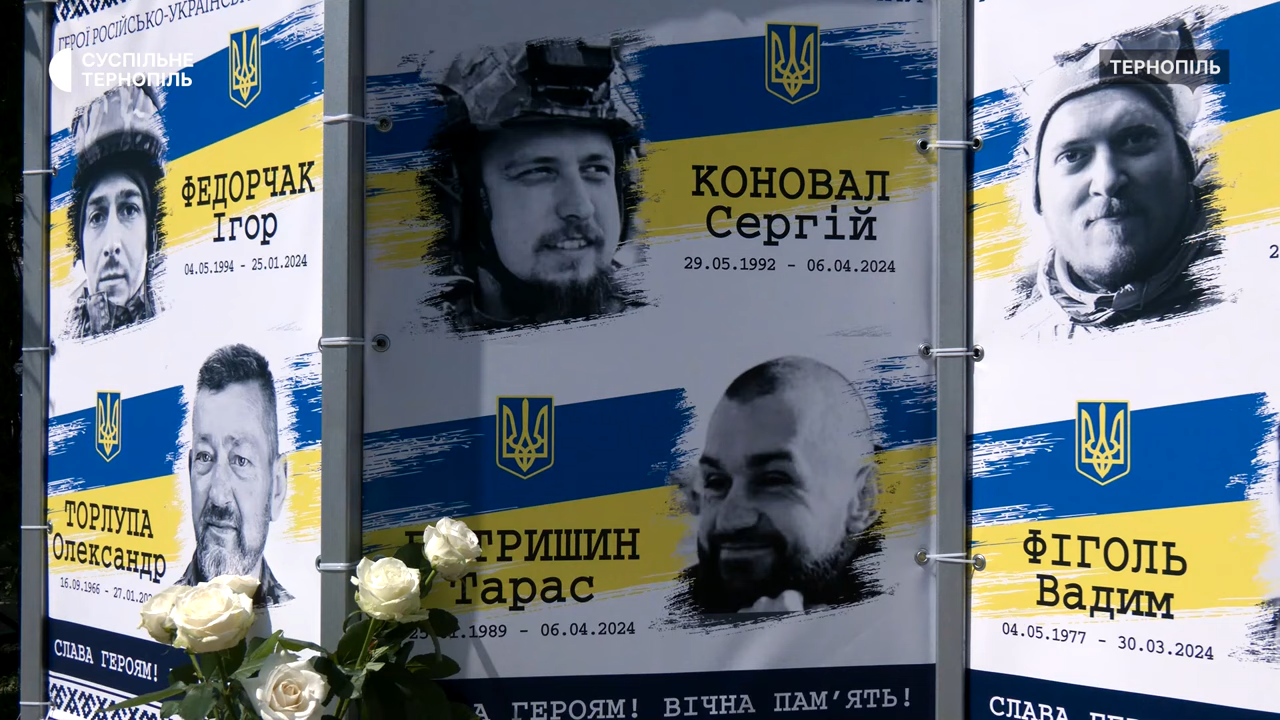 ГЕРОЇ РОСІЙСЬКО-УКРАЇНСЬ
СУСПІЛЬНЕ
ТЕРНОПІЛЬ
ТЕРНОПІЛЬ
ФЕДОРЧАК
Ігор
04.05.1994 - 25.01.2024
КОНОВАЛ
Сергій
29.05.1992 - 06.04.2024
ТОРЛУПА
Олександр
16.09.1966 - 27.01.20
ТРИШИН
Тарас
1989 - 06.04.2024
ФІГОЛЬ
Вадим
04.05.1977 - 30.03.2024
СЛАВА ГЕРОЯМ!
А ГЕРОЯМ! ВІЧНА ПАМ’ЯТЬ!
СЛАВА